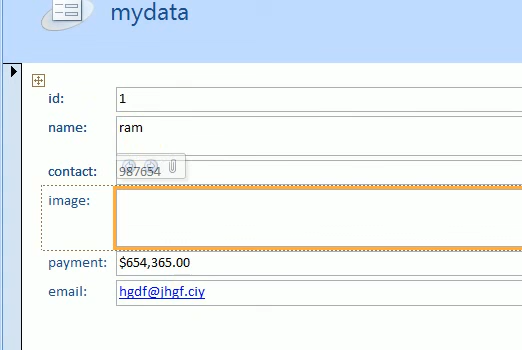 mydata
id: 1
name: ram
contact: 987654
image:
payment: $654,365.00
email: hgdf@jhgf.ciy